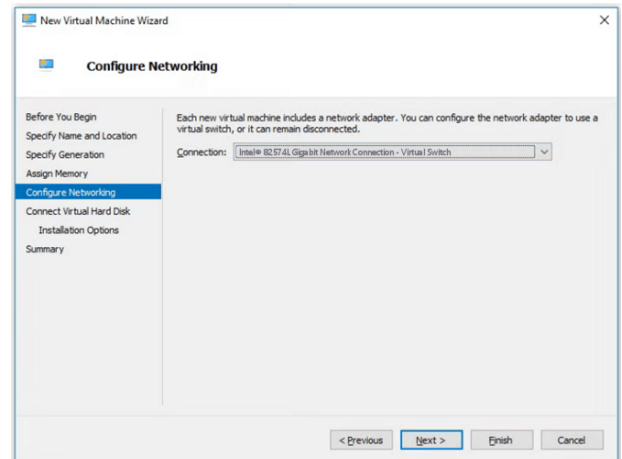 New Virtual Machine Wizard
Configure Networking
Before You Begin
Specify Name and Location
Specify Generation
Assign Memory
Configure Networking
Connect Virtual Hard Disk
Installation Options
Summary
Each new virtual machine includes a network adapter. You can configure the network adapter to use a
virtual switch, or it can remain disconnected.
Connection: Intel® 82574L Gigabit Network Connection - Virtual Switch
< Previous Next > Finish Cancel